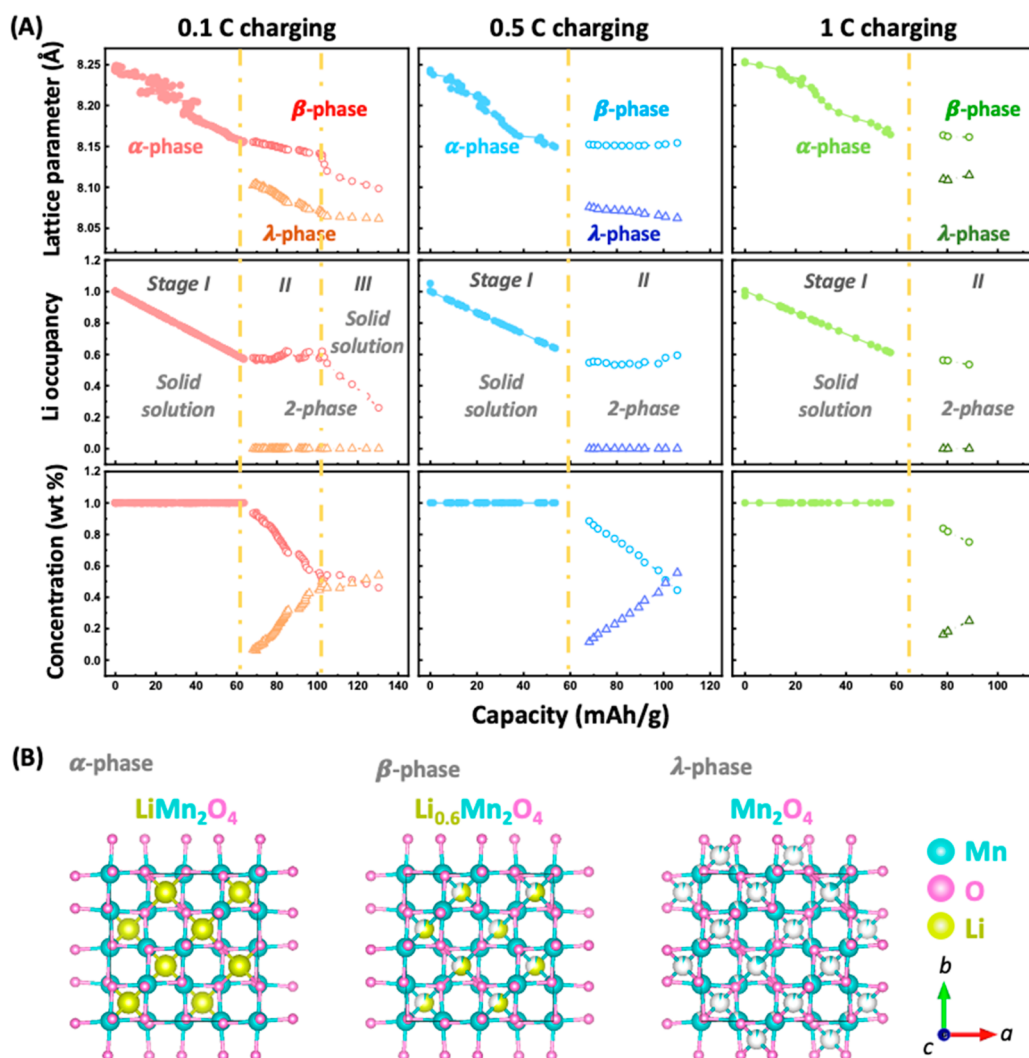 (A)
0.1 C charging
0.5 C charging
1 C charging
Lattice parameter (Å)
8.25
8.20
8.15
8.10
8.05
α-phase
β-phase
λ-phase
α-phase
β-phase
λ-phase
α-phase
β-phase
λ-phase
Li occupancy
1.2
1.0
0.8
0.6
0.4
0.2
0.0
Stage I
II
III
Solid
solution
Solid
solution
2-phase
Stage I
II
Solid
solution
2-phase
Stage I
II
Solid
solution
2-phase
Concentration (wt %)
1.2
1.0
0.8
0.6
0.4
0.2
0.0
0 20 40 60 80 100 120 140
0 20 40 60 80 100 120
0 20 40 60 80 100
Capacity (mAh/g)
(B)
α-phase
β-phase
λ-phase
LiMn₂O₄
Li₀.₆Mn₂O₄
Mn₂O₄
Mn
O
Li
b
c
a